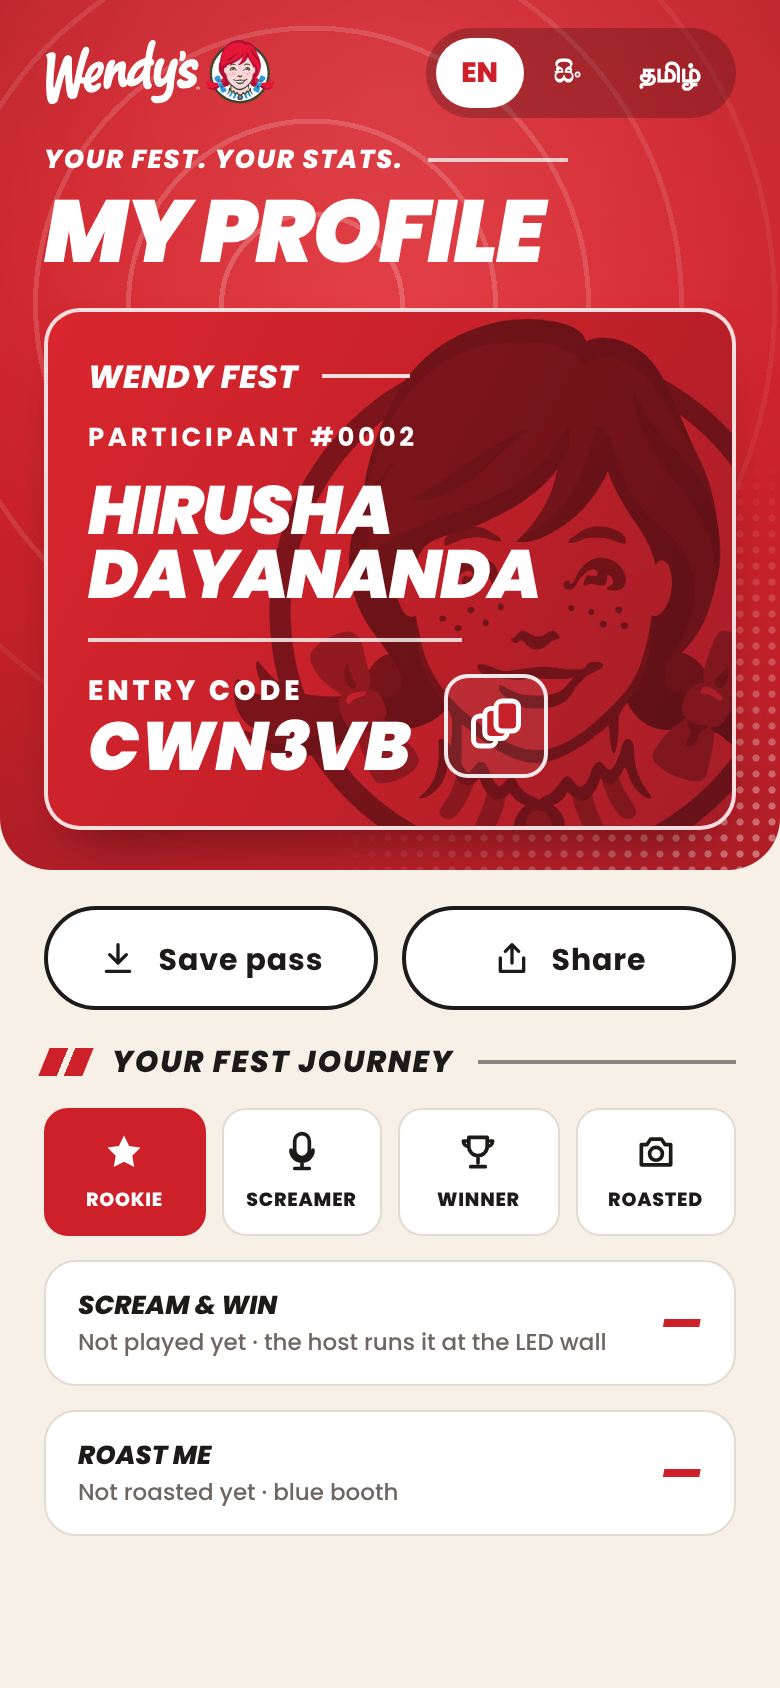 Wendy's
EN
සිං
தமிழ்
YOUR FEST. YOUR STATS.
MY PROFILE
WENDY FEST
PARTICIPANT #0002
HIRUSHA
DAYANANDA
ENTRY CODE
CWN3VB
Save pass
Share
YOUR FEST JOURNEY
ROOKIE
SCREAMER
WINNER
ROASTED
SCREAM & WIN
Not played yet · the host runs it at the LED wall
ROAST ME
Not roasted yet · blue booth